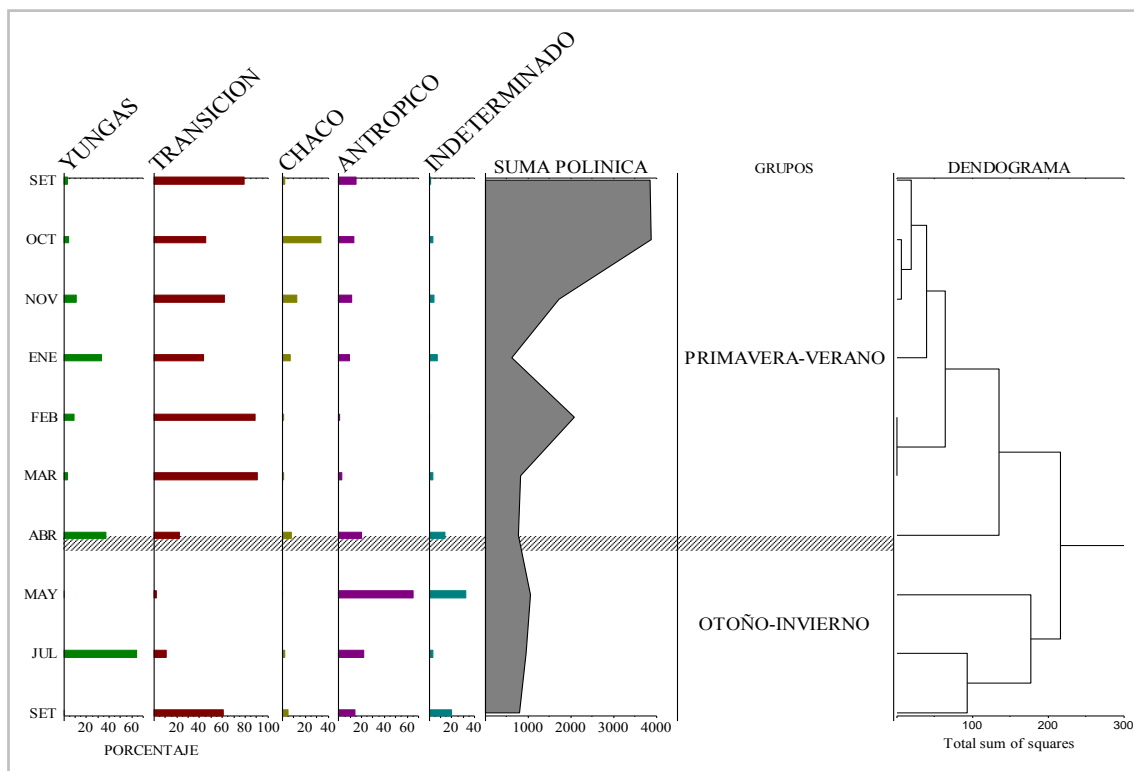 YUNGAS
TRANSICION
CHACO
ANTROPICO
INDETERMINADO
SUMA POLINICA
GRUPOS
DENDOGRAMA
SET
OCT
NOV
ENE
FEB
MAR
ABR
MAY
JUL
SET
PRIMAVERA-VERANO
OTOÑO-INVIERNO
20 40 60
20 40 60 80 100
20 40
20 40 60
20 40
0 1000 2000 3000 4000
100 200 300
PORCENTAJE
Total sum of squares